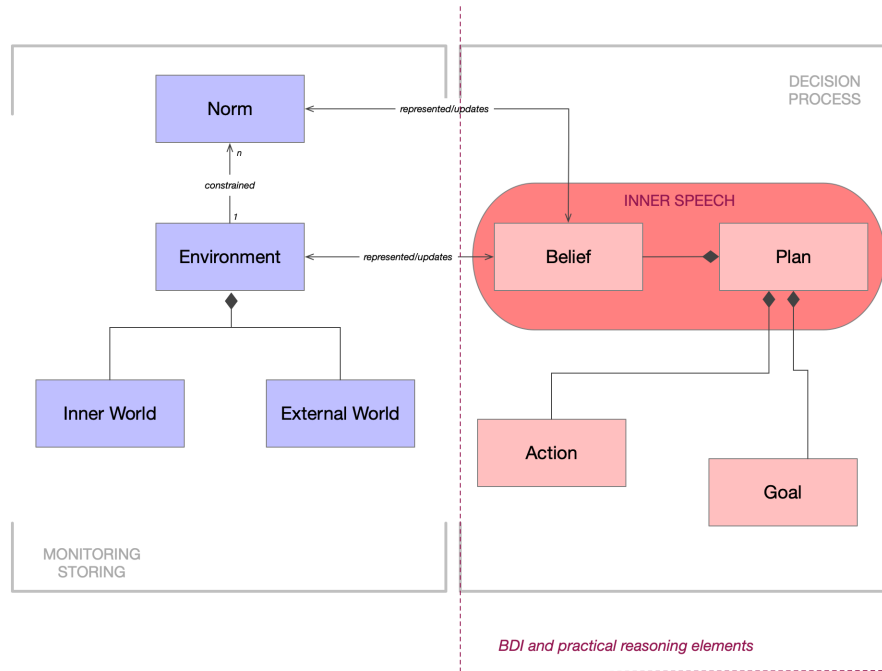 DECISION
PROCESS
Norm
represented/updates
n
constrained
1
INNER SPEECH
Environment
represented/updates
Belief
Plan
Inner World
External World
Action
Goal
MONITORING
STORING
BDI and practical reasoning elements